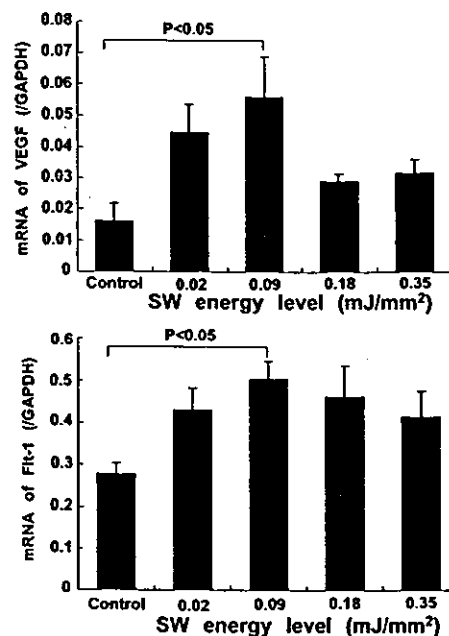 P<0.05
0.08
0.07
0.06
0.05
0.04
0.03
0.02
0.01
0
mRNA of VEGF (/GAPDH)
Control 0.02 0.09 0.18 0.35
SW energy level (mJ/mm²)
P<0.05
0.6
0.5
0.4
0.3
0.2
0.1
0
mRNA of Flt-1 (/GAPDH)
Control 0.02 0.09 0.18 0.35
SW energy level (mJ/mm²)